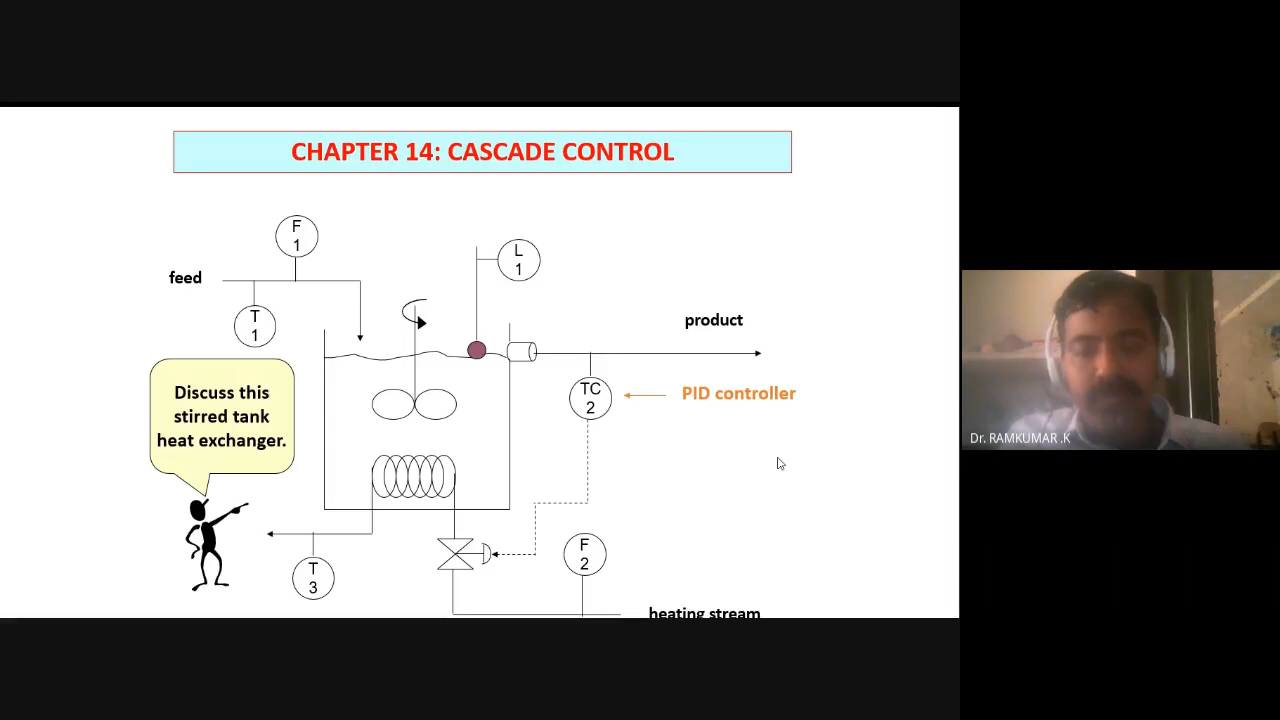 CHAPTER 14: CASCADE CONTROL
F
1
feed
T
1
L
1
product
TC
2
PID controller
Discuss this
stirred tank
heat exchanger.
T
3
F
2
heating stream
Dr. RAMKUMAR .K